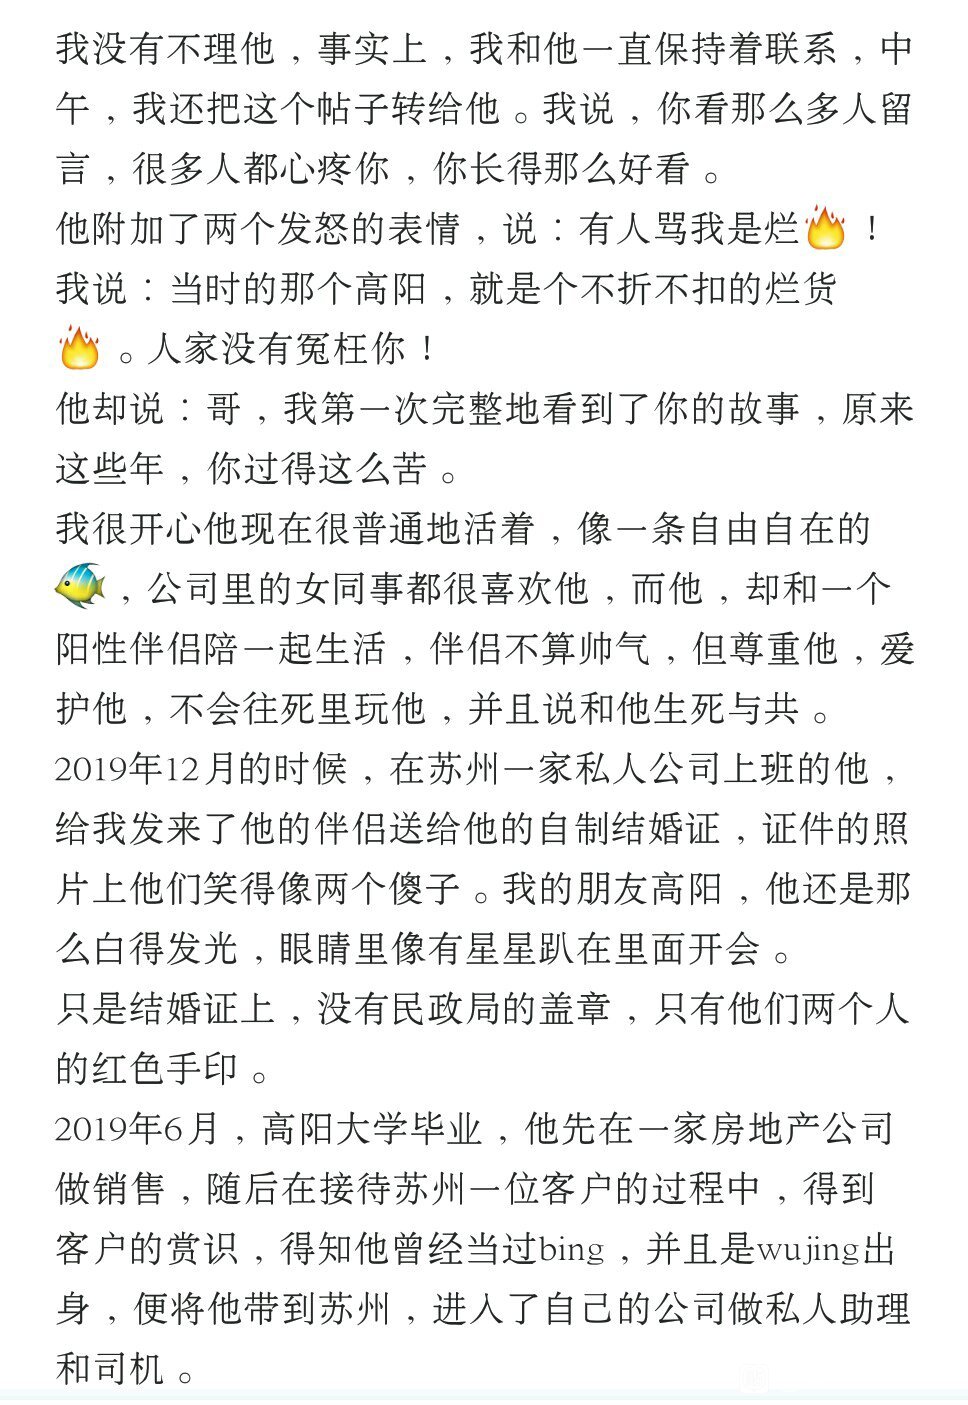 我没有不理他，事实上，我和他一直保持着联系，中
午，我还把这个帖子转给他。我说，你看那么多人留
言，很多人都心疼你，你长得那么好看。
他附加了两个发怒的表情，说：有人骂我是烂🔥！
我说：当时的那个高阳，就是个不折不扣的烂货
🔥。人家没有冤枉你！
他却说：哥，我第一次完整地看到了你的故事，原来
这些年，你过得这么苦。
我很开心他现在很普通地活着，像一条自由自在的
🐠，公司里的女同事都很喜欢他，而他，却和一个
阳性伴侣陪一起生活，伴侣不算帅气，但尊重他，爱
护他，不会往死里玩他，并且说和他生死与共。
2019年12月的时候，在苏州一家私人公司上班的他，
给我发来了他的伴侣送给他的自制结婚证，证件的照
片上他们笑得像两个傻子。我的朋友高阳，他还是那
么白得发光，眼睛里像有星星趴在里面开会。
只是结婚证上，没有民政局的盖章，只有他们两个人
的红色手印。
2019年6月，高阳大学毕业，他先在一家房地产公司
做销售，随后在接待苏州一位客户的过程中，得到
客户的赏识，得知他曾经当过bing，并且是wujing出
身，便将他带到苏州，进入了自己的公司做私人助理
和司机。